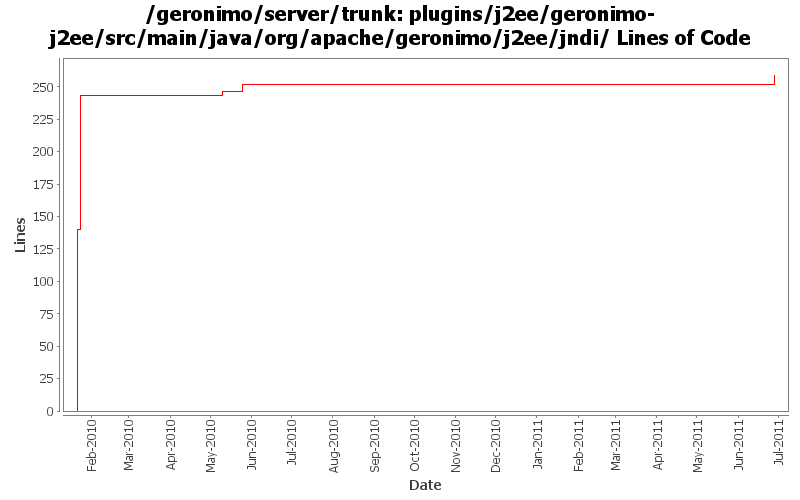 /geronimo/server/trunk: plugins/j2ee/geronimo-
j2ee/src/main/java/org/apache/geronimo/j2ee/jndi/ Lines of Code
Lines
250
225
200
175
150
125
100
75
50
25
0
Feb-2010
Mar-2010
Apr-2010
May-2010
Jun-2010
Jul-2010
Aug-2010
Sep-2010
Oct-2010
Nov-2010
Dec-2010
Jan-2011
Feb-2011
Mar-2011
Apr-2011
May-2011
Jun-2011
Jul-2011
Date